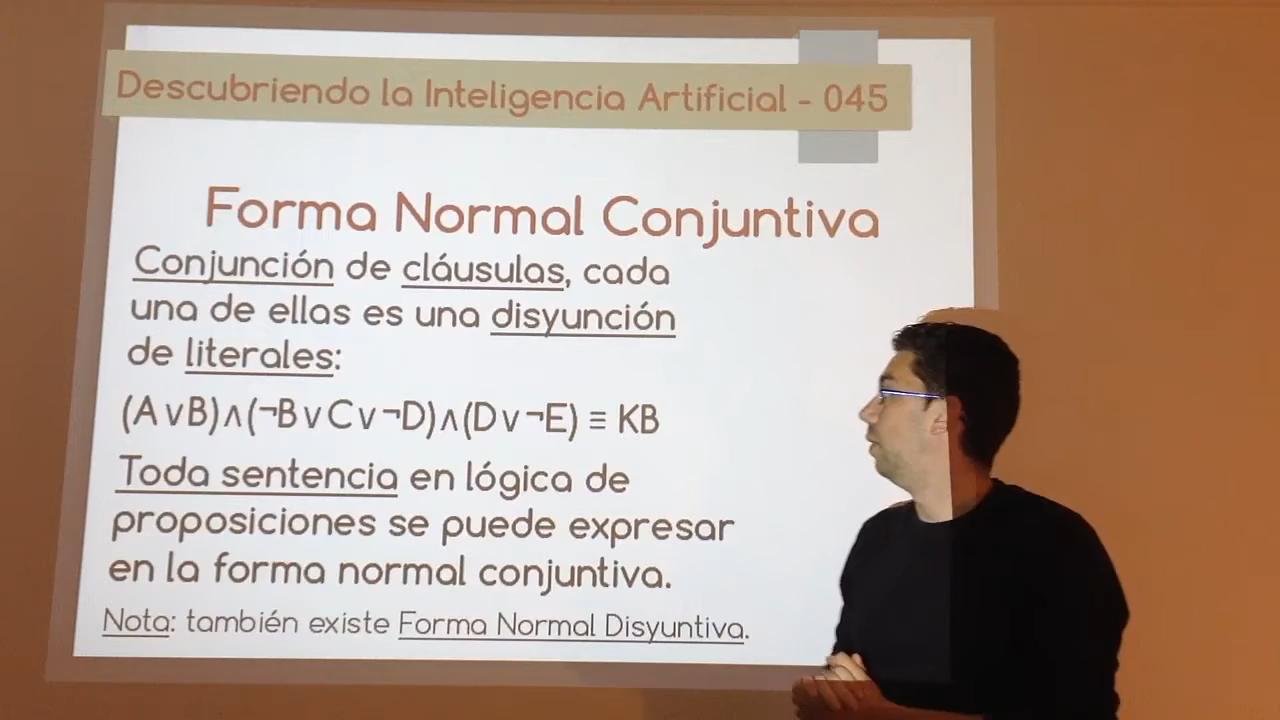 Descubriendo la Inteligencia Artificial - 045
Forma Normal Conjuntiva
Conjunción de cláusulas, cada
una de ellas es una disyunción
de literales:
(A∨B)∧(¬B∨C∨¬D)∧(D∨¬E) ≡ KB
Toda sentencia en lógica de
proposiciones se puede expresar
en la forma normal conjuntiva.
Nota: también existe Forma Normal Disyuntiva.